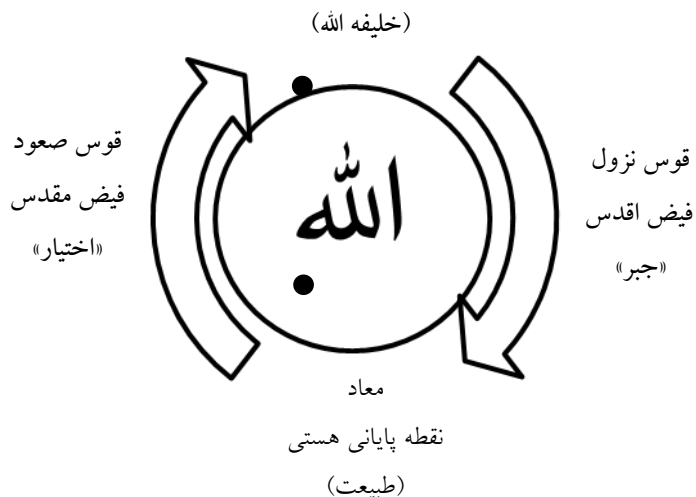 (خلیفه الله)
قوس نزول
فیض اقدس
«جبر»
الله
قوس صعود
فیض مقدس
«اختیار»
معاد
نقطه پایانی هستی
(طبیعت)